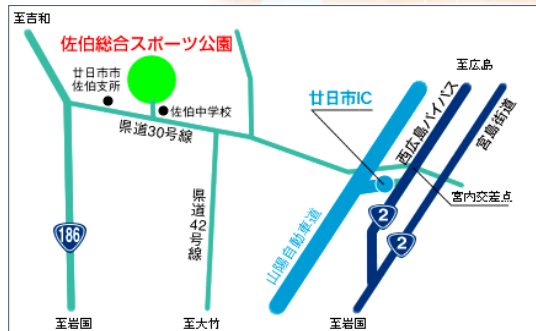 至吉和
佐伯総合スポーツ公園
至広島
廿日市市
佐伯支所
佐伯中学校
県道30号線
廿日市IC
西広島バイパス
宮島街道
県道42号線
宮内交差点
186
2
2
山陽自動車道
至岩国
至大竹
至岩国